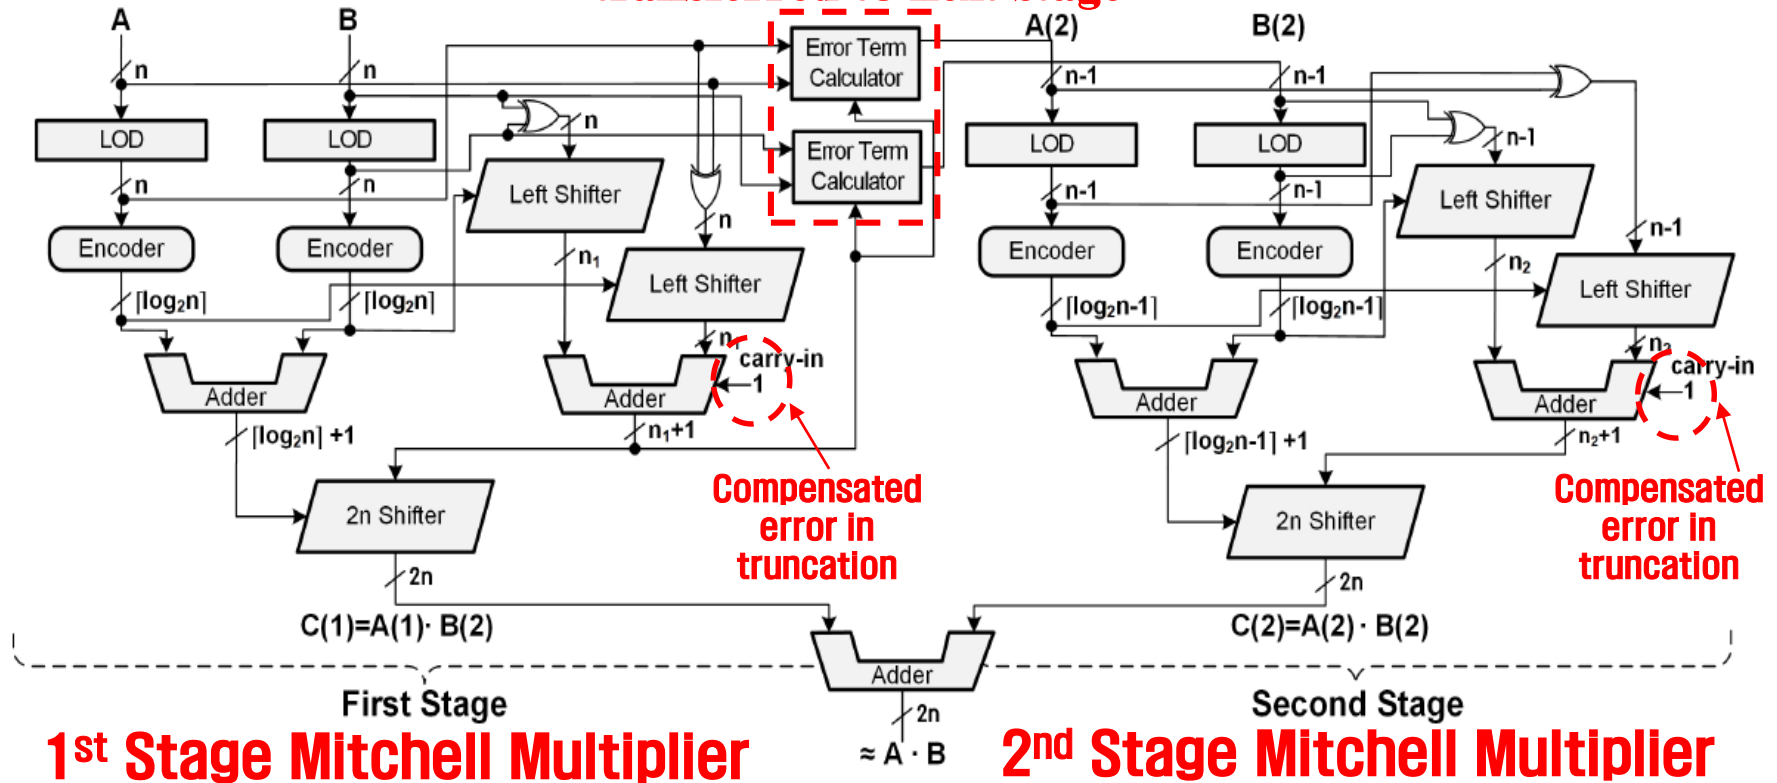 A
B
A(2)
B(2)
n
n
Error Term
Calculator
n-1
n-1
LOD
LOD
n
Error Term
Calculator
LOD
LOD
n-1
n
n
Left Shifter
n
n-1
n-1
Left Shifter
n-1
Encoder
Encoder
n1
Left Shifter
Encoder
Encoder
n2
Left Shifter
⌈log2n⌉
⌈log2n⌉
⌈log2n-1⌉
⌈log2n-1⌉
n1
carry-in
1
n2
carry-in
1
Adder
Adder
Adder
Adder
⌈log2n⌉ +1
n1+1
⌈log2n-1⌉ +1
n2+1
Compensated
error in
truncation
Compensated
error in
truncation
2n Shifter
2n Shifter
2n
2n
C(1)=A(1)· B(2)
C(2)=A(2) · B(2)
Adder
First Stage
Second Stage
2n
≈ A · B
1st Stage Mitchell Multiplier
2nd Stage Mitchell Multiplier